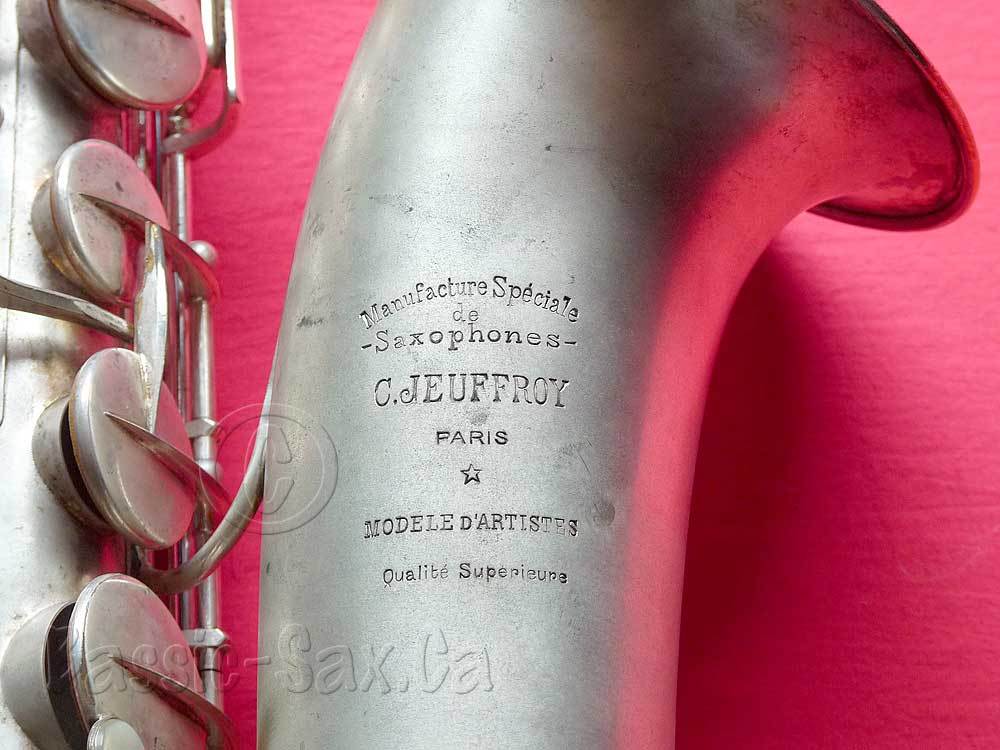 Manufacture Spéciale
de
-Saxophones-
C. JEUFFROY
PARIS
MODELE D'ARTISTES
Qualité Superieure
©
Classic-Sax.Ca